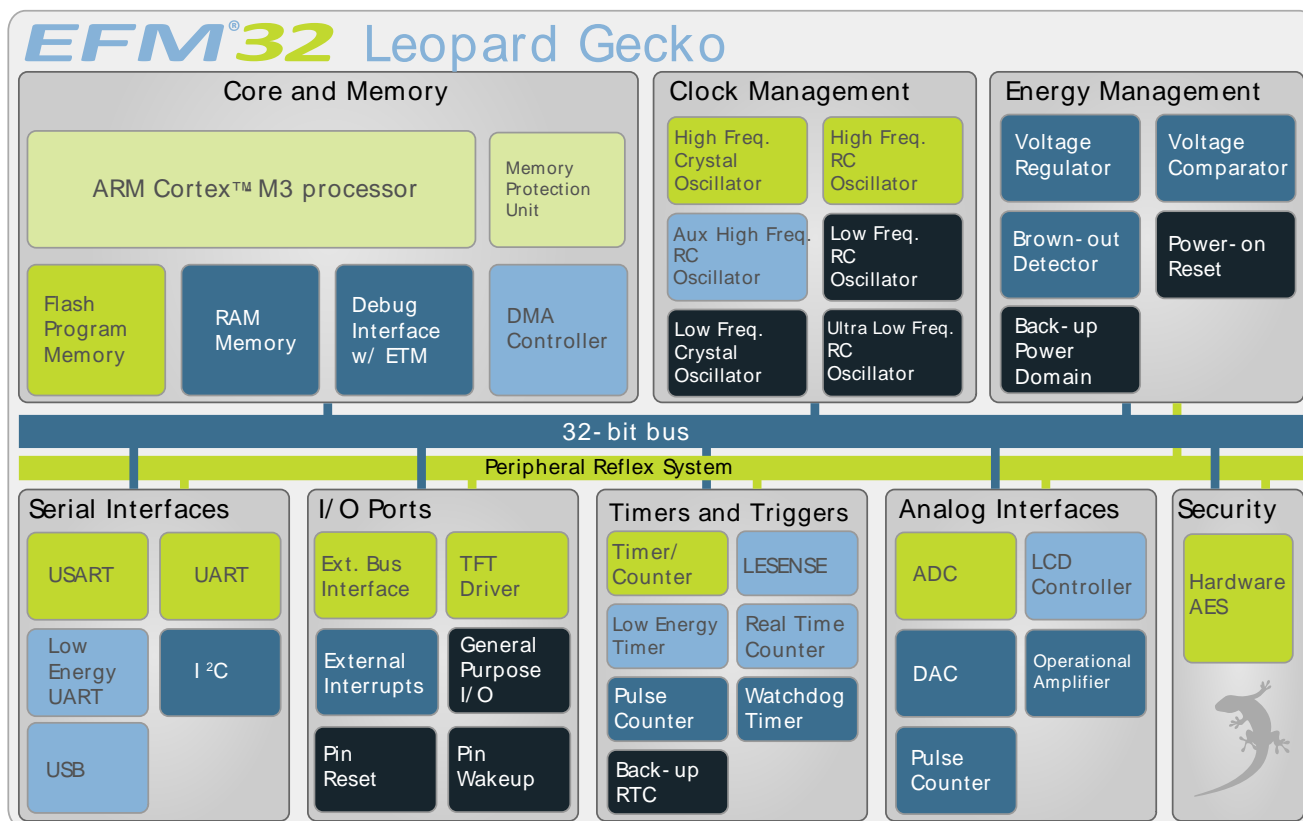 EFM®32 Leopard Gecko
Core and Memory
ARM Cortex™ M3 processor
Memory
Protection
Unit
Flash
Program
Memory
RAM
Memory
Debug
Interface
w/ ETM
DMA
Controller
Clock Management
High Freq.
Crystal
Oscillator
High Freq.
RC
Oscillator
Aux High Freq.
RC
Oscillator
Low Freq.
RC
Oscillator
Low Freq.
Crystal
Oscillator
Ultra Low Freq.
RC
Oscillator
Energy Management
Voltage
Regulator
Voltage
Comparator
Brown-out
Detector
Power-on
Reset
Back-up
Power
Domain
32-bit bus
Peripheral Reflex System
Serial Interfaces
USART
UART
Low
Energy
UART
I²C
USB
I/O Ports
Ext. Bus
Interface
TFT
Driver
External
Interrupts
General
Purpose
I/O
Pin
Reset
Pin
Wakeup
Timers and Triggers
Timer/
Counter
LESENSE
Low Energy
Timer
Real Time
Counter
Pulse
Counter
Watchdog
Timer
Back-up
RTC
Analog Interfaces
ADC
LCD
Controller
DAC
Operational
Amplifier
Pulse
Counter
Security
Hardware
AES